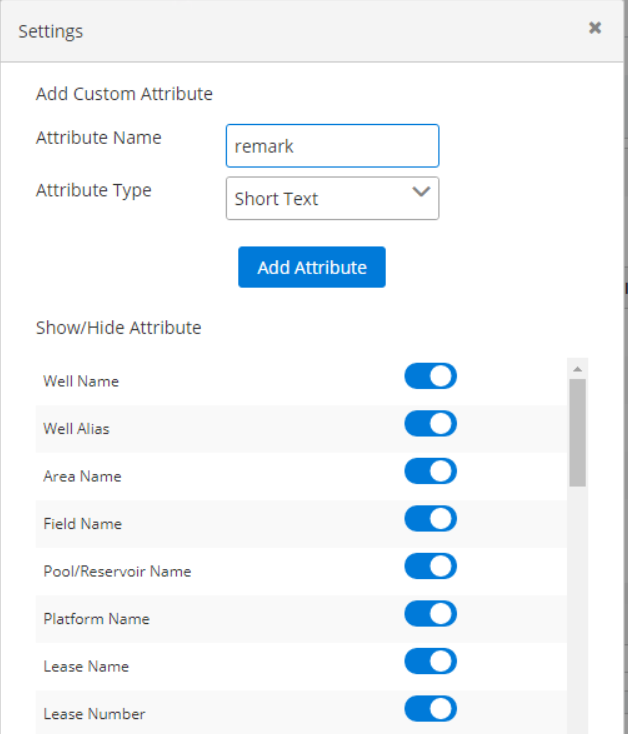 Settings
Add Custom Attribute
Attribute Name
remark
Attribute Type
Short Text
Add Attribute
Show/Hide Attribute
Well Name
Well Alias
Area Name
Field Name
Pool/Reservoir Name
Platform Name
Lease Name
Lease Number